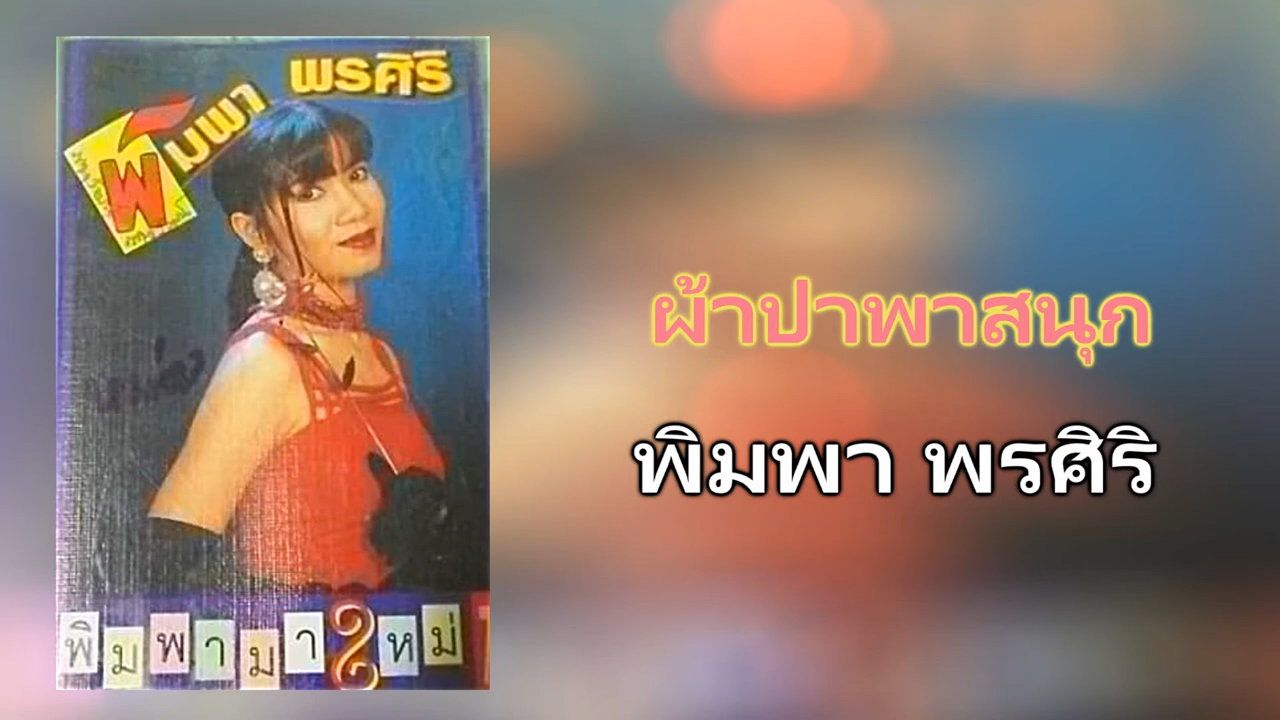 พิมพา พรศิริ
พิมพามาใหม่
ผ้าป่าพาสนุก
พิมพา พรศิริ